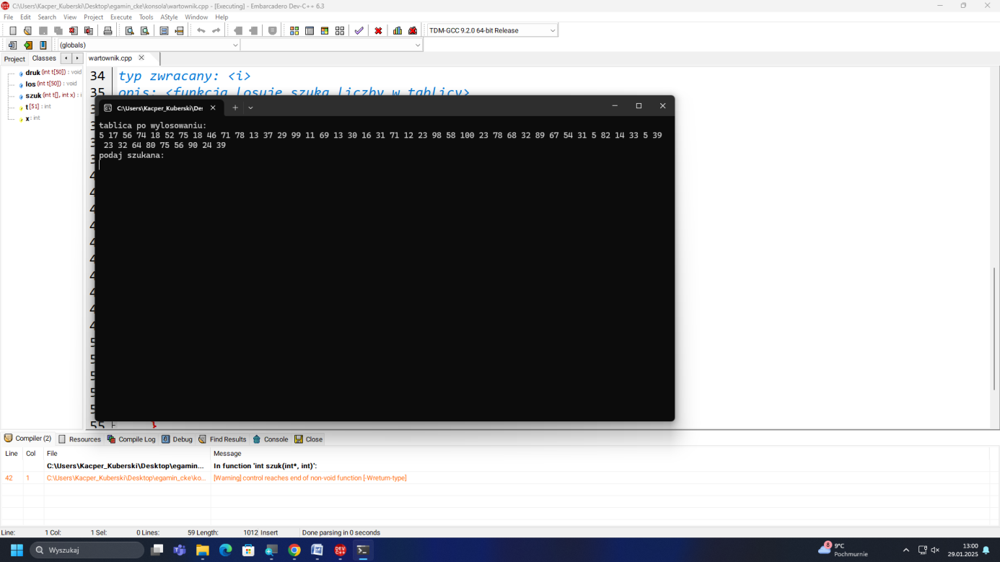 C:\Users\Kacper_Kuberski\Desktop\egamin_cke\konsola\wartownik.cpp - [Executing] - Embarcadero Dev-C++ 6.3
File Edit Search View Project Execute Tools AStyle Window Help
TDM-GCC 9.2.0 64-bit Release
(globals)
Project Classes wartownik.cpp
druk (int t[50]) : void
los (int t[50]) : void
szuk (int t[], int x) : i
t [51] : int
x : int
34 typ zwracany: <i>
35 opis: <funkcja losuje szuka liczby w tablicy>
C:\Users\Kacper_Kuberski\De:
tablica po wylosowaniu:
5 17 56 74 18 52 75 18 46 71 78 13 37 29 99 11 69 13 30 16 31 71 12 23 98 58 100 23 78 68 32 89 67 54 31 5 82 14 33 5 39
23 32 64 80 75 56 90 24 39
podaj szukana:
55 }
Compiler (2) Resources Compile Log Debug Find Results Console Close
Line Col File Message
C:\Users\Kacper_Kuberski\Desktop\egamin... In function 'int szuk(int*, int)':
42 1 C:\Users\Kacper_Kuberski\Desktop\egamin_cke\ko... [Warning] control reaches end of non-void function [-Wreturn-type]
Line: 1 Col: 1 Sel: 0 Lines: 59 Length: 1012 Insert Done parsing in 0 seconds
Wyszukaj
8
9°C
Pochmurnie
13:00
29.01.2025